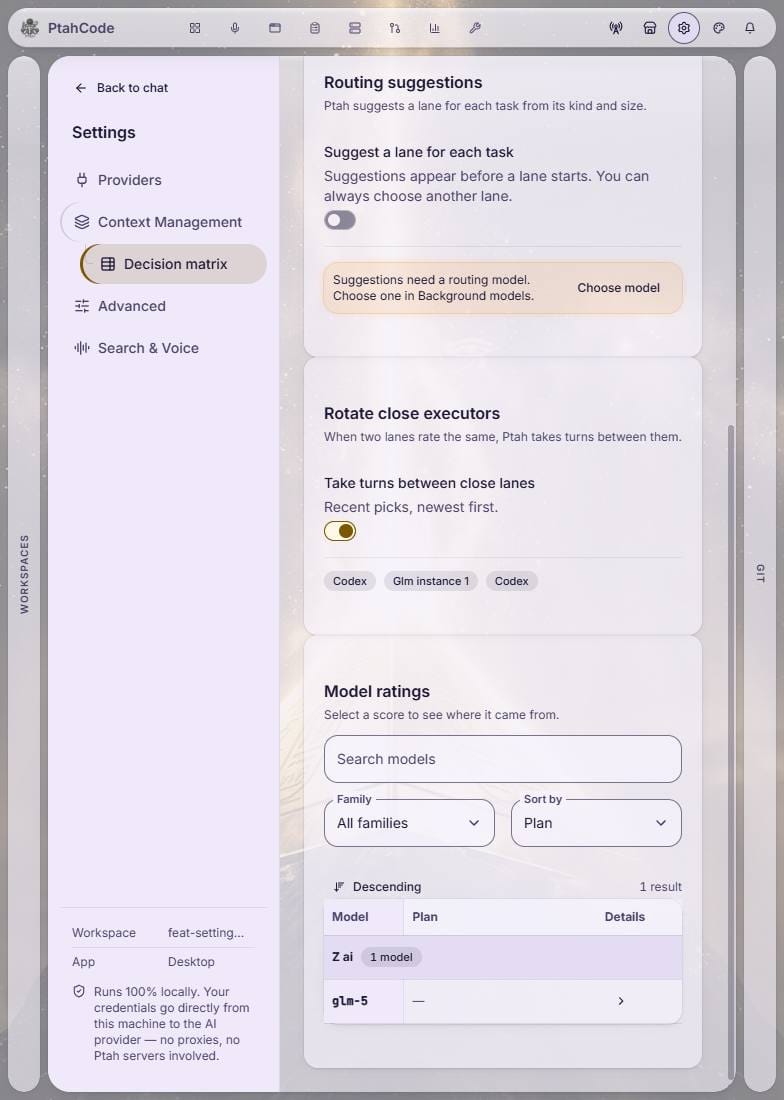 PtahCode
WORKSPACES
Back to chat
Settings
Providers
Context Management
Decision matrix
Advanced
Search & Voice
Workspace feat-setting...
App Desktop
Runs 100% locally. Your
credentials go directly from
this machine to the AI
provider — no proxies, no
Ptah servers involved.
Routing suggestions
Ptah suggests a lane for each task from its kind and size.
Suggest a lane for each task
Suggestions appear before a lane starts. You can
always choose another lane.
Suggestions need a routing model.
Choose one in Background models.
Choose model
Rotate close executors
When two lanes rate the same, Ptah takes turns between them.
Take turns between close lanes
Recent picks, newest first.
Codex Glm instance 1 Codex
Model ratings
Select a score to see where it came from.
Search models
Family Sort by
All families Plan
Descending 1 result
Model Plan Details
Z ai 1 model
glm-5 —
GIT